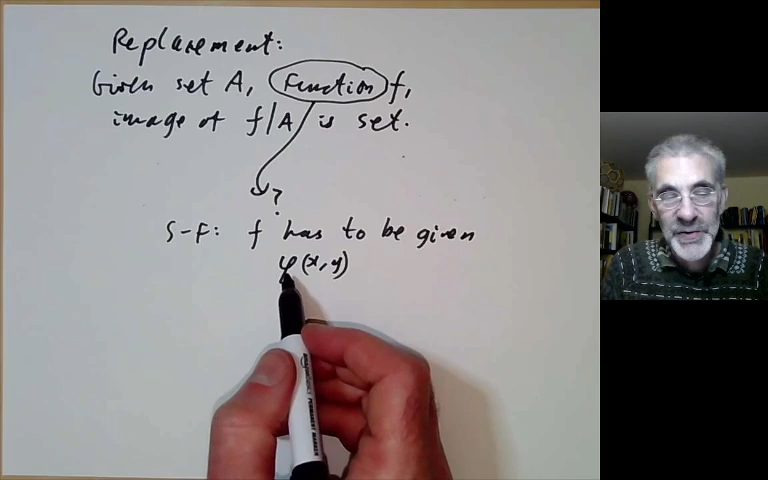 Replacement:
Given set A, Function f,
image of f|A is set.
?
S-F: f has to be given
φ(x,y)